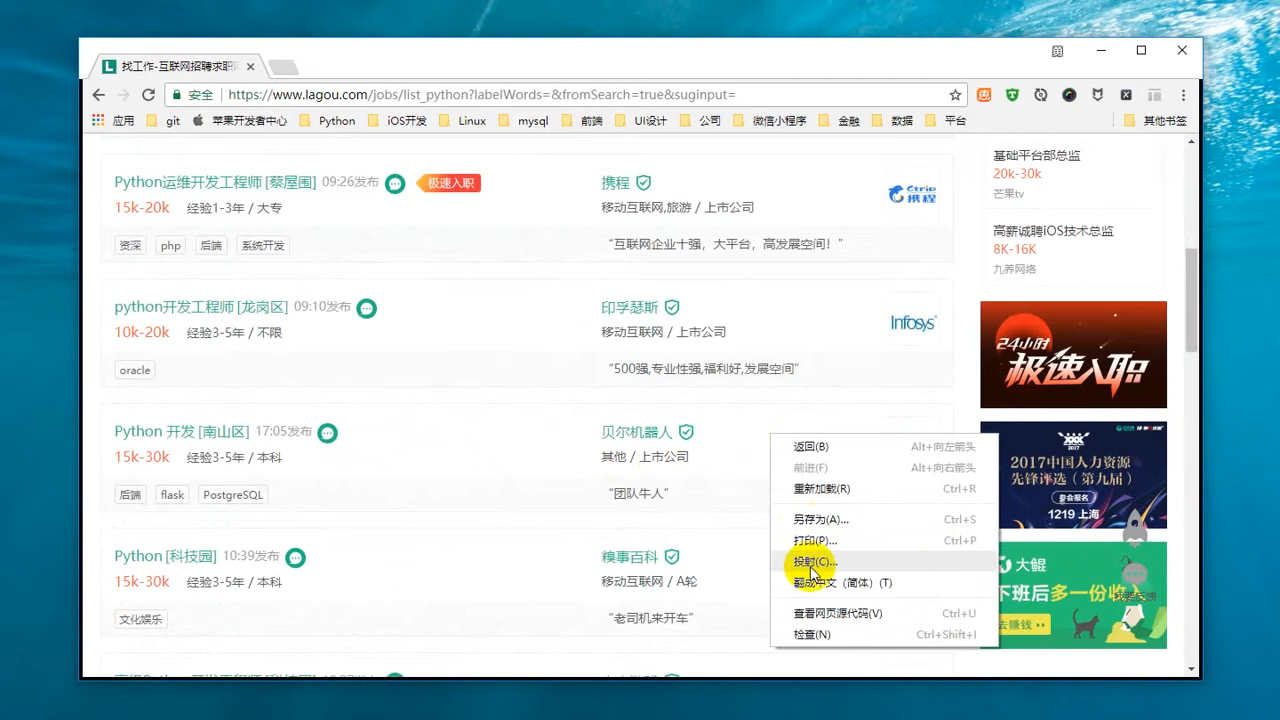 找工作-互联网招聘求职
安全 https://www.lagou.com/jobs/list_python?labelWords=&fromSearch=true&suginput=
应用 git 苹果开发者中心 Python iOS开发 Linux mysql 前端 UI设计 公司 微信小程序 金融 数据 平台 其他书签
Python运维开发工程师 [蔡屋围] 09:26发布 极速入职
15k-20k 经验1-3年 / 大专
资深 php 后端 系统开发
携程
移动互联网,旅游 / 上市公司
“互联网企业十强，大平台，高发展空间！”
Ctrip
携程
python开发工程师 [龙岗区] 09:10发布
10k-20k 经验3-5年 / 不限
oracle
印孚瑟斯
移动互联网 / 上市公司
“500强,专业性强,福利好,发展空间”
Infosys
Python 开发 [南山区] 17:05发布
15k-30k 经验3-5年 / 本科
后端 flask PostgreSQL
贝尔机器人
其他 / 上市公司
“团队牛人”
Python [科技园] 10:39发布
15k-30k 经验3-5年 / 本科
文化娱乐
糗事百科
移动互联网 / A轮
“老司机来开车”
返回(B) Alt+向左箭头
前进(F) Alt+向右箭头
重新加载(R) Ctrl+R
另存为(A)... Ctrl+S
打印(P)... Ctrl+P
投射(C)...
翻成中文（简体）(T)
查看网页源代码(V) Ctrl+U
检查(N) Ctrl+Shift+I
基础平台部总监
20k-30k
芒果tv
高薪诚聘iOS技术总监
8K-16K
九养网络
24小时
极速入职
2017
2017中国人力资源
先锋评选（第九届）
参会报名
1219 上海
大鲲
下班后多一份收
去赚钱